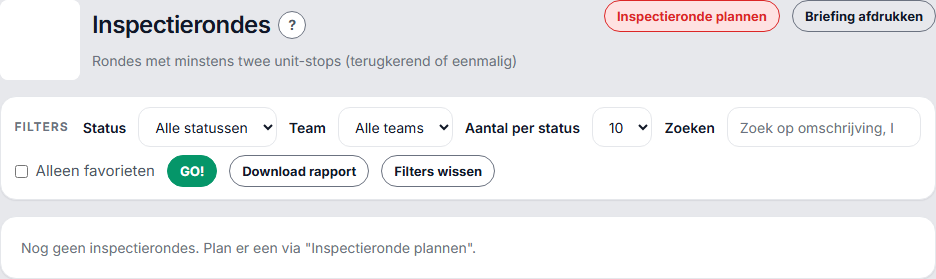 Inspectierondes ?
Inspectieronde plannen
Briefing afdrukken
Rondes met minstens twee unit-stops (terugkerend of eenmalig)
FILTERS Status Alle statussen Team Alle teams Aantal per status 10 Zoeken Zoek op omschrijving, l
Alleen favorieten GO! Download rapport Filters wissen
Nog geen inspectierondes. Plan er een via "Inspectieronde plannen".